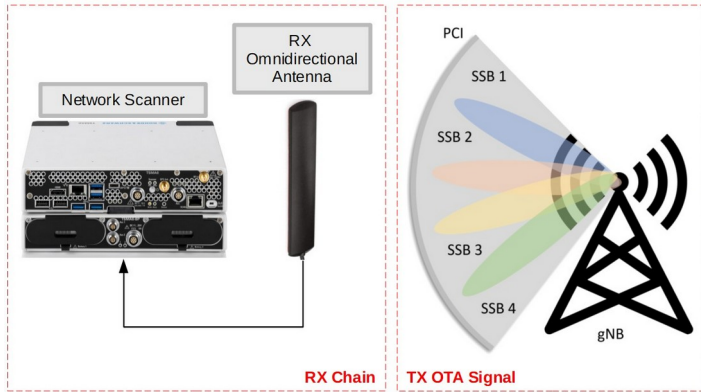 RX
Omnidirectional
Antenna
Network Scanner
RX Chain
PCI
SSB 1
SSB 2
SSB 3
SSB 4
gNB
TX OTA Signal